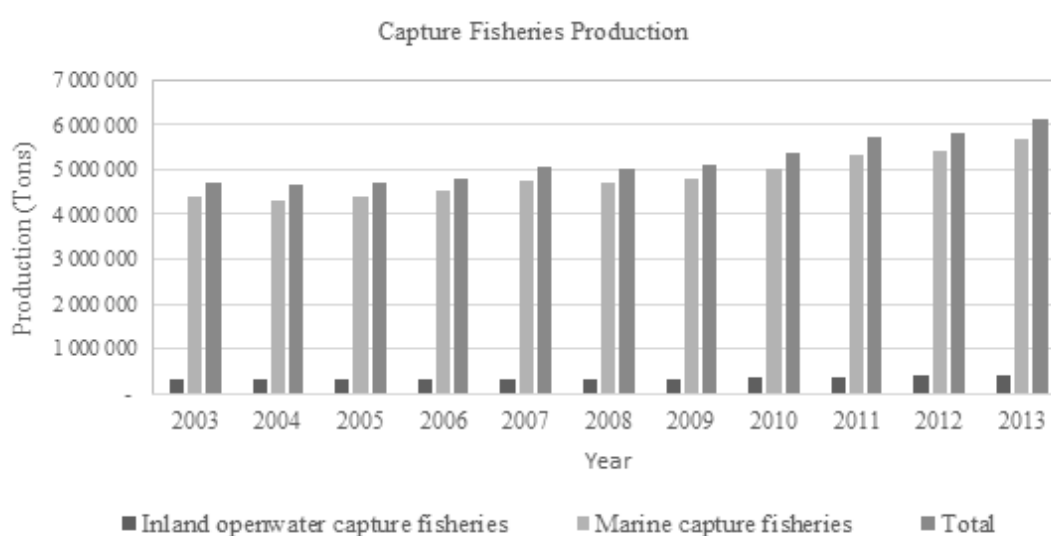 Capture Fisheries Production
Production (Tons)
7 000 000
6 000 000
5 000 000
4 000 000
3 000 000
2 000 000
1 000 000
-
2003 2004 2005 2006 2007 2008 2009 2010 2011 2012 2013
Year
Inland openwater capture fisheries Marine capture fisheries Total